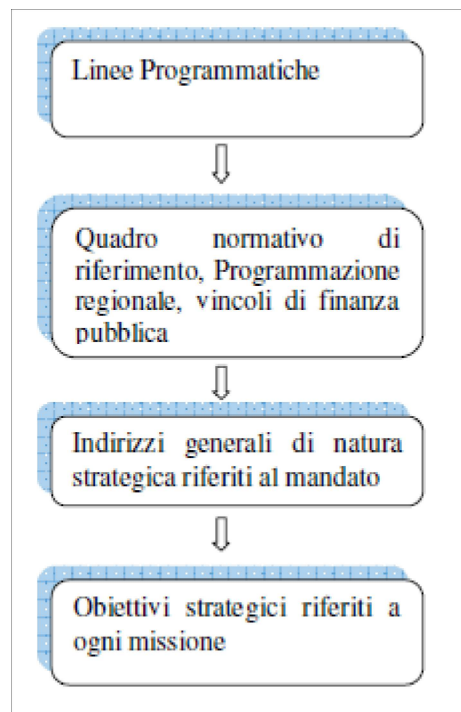 Linee Programmatiche
Quadro normativo di
riferimento, Programmazione
regionale, vincoli di finanza
pubblica
Indirizzi generali di natura
strategica riferiti al mandato
Obiettivi strategici riferiti a
ogni missione